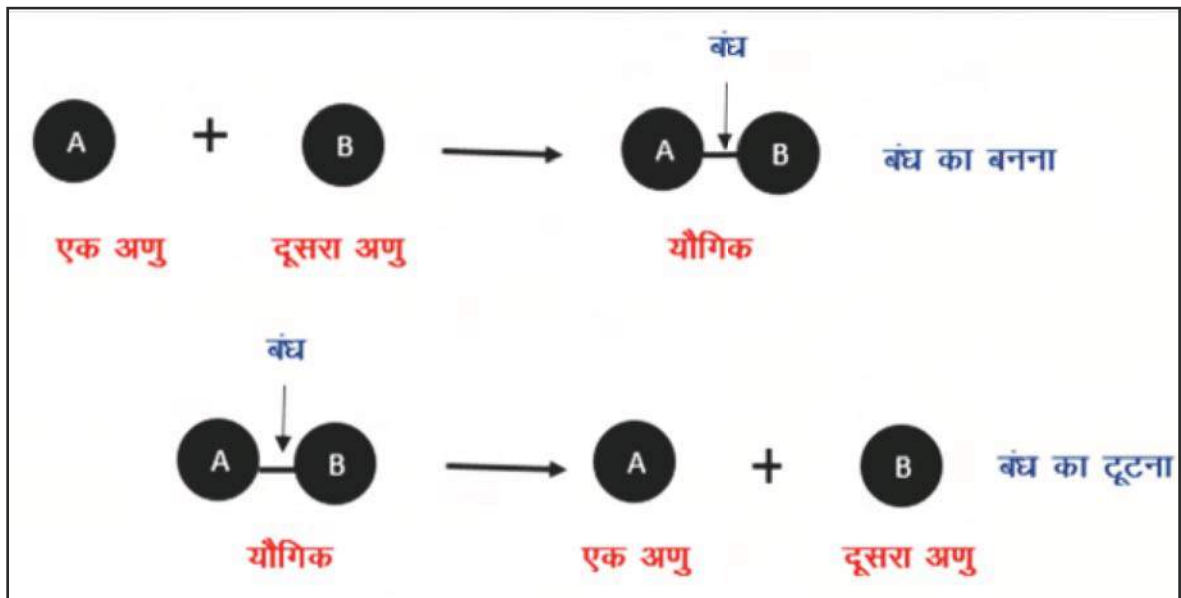 बंध
A + B A B बंध का बनना
एक अणु दूसरा अणु यौगिक
बंध
A B A + B बंध का टूटना
यौगिक एक अणु दूसरा अणु